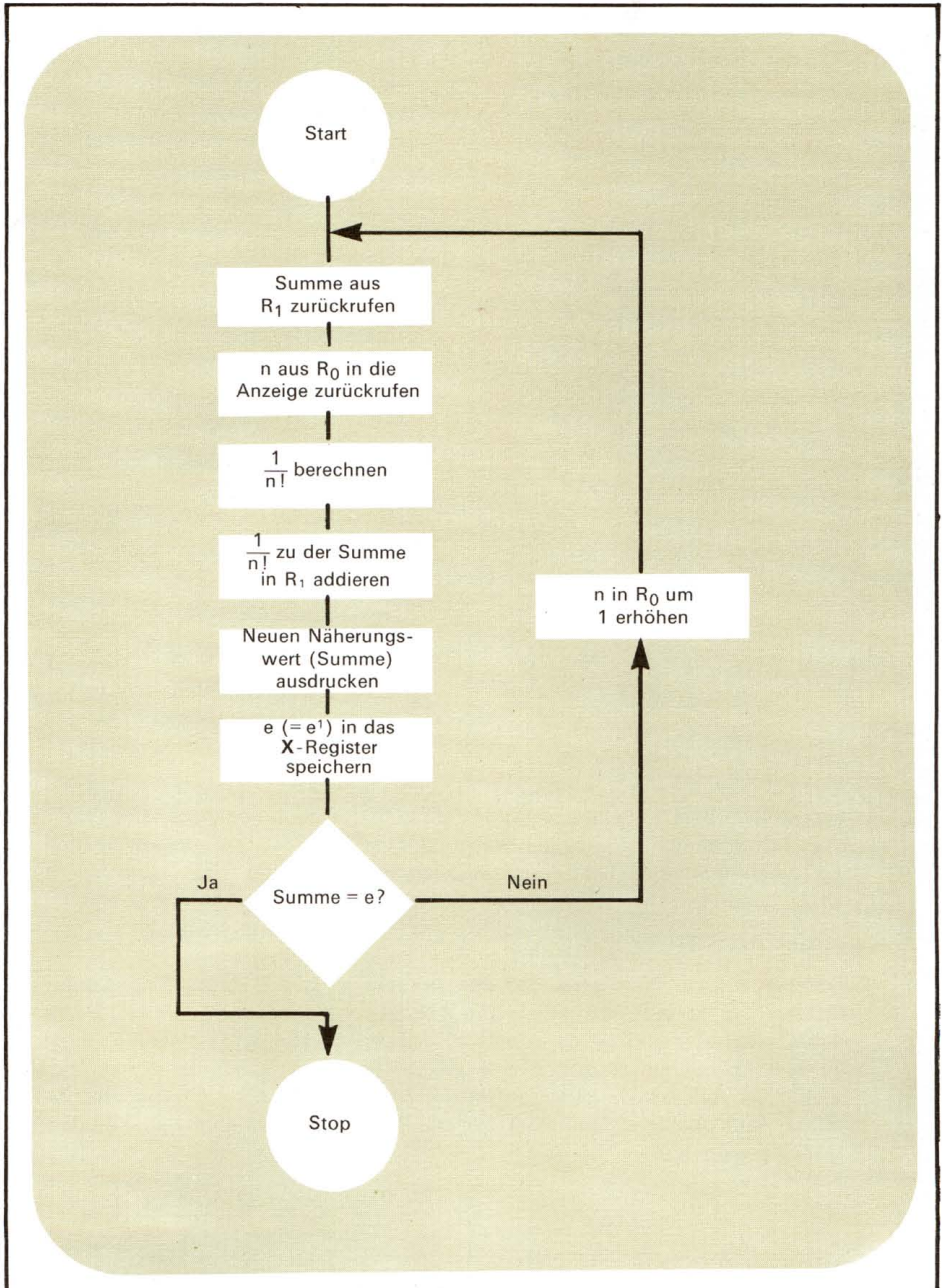 Start
Summe aus
R₁ zurückrufen
n aus R₀ in die
Anzeige zurückrufen
1
n! berechnen
1
n! zu der Summe
in R₁ addieren
Neuen Näherungs-
wert (Summe)
ausdrucken
e (= e¹) in das
X-Register
speichern
n in R₀ um
1 erhöhen
Ja
Summe = e?
Nein
Stop